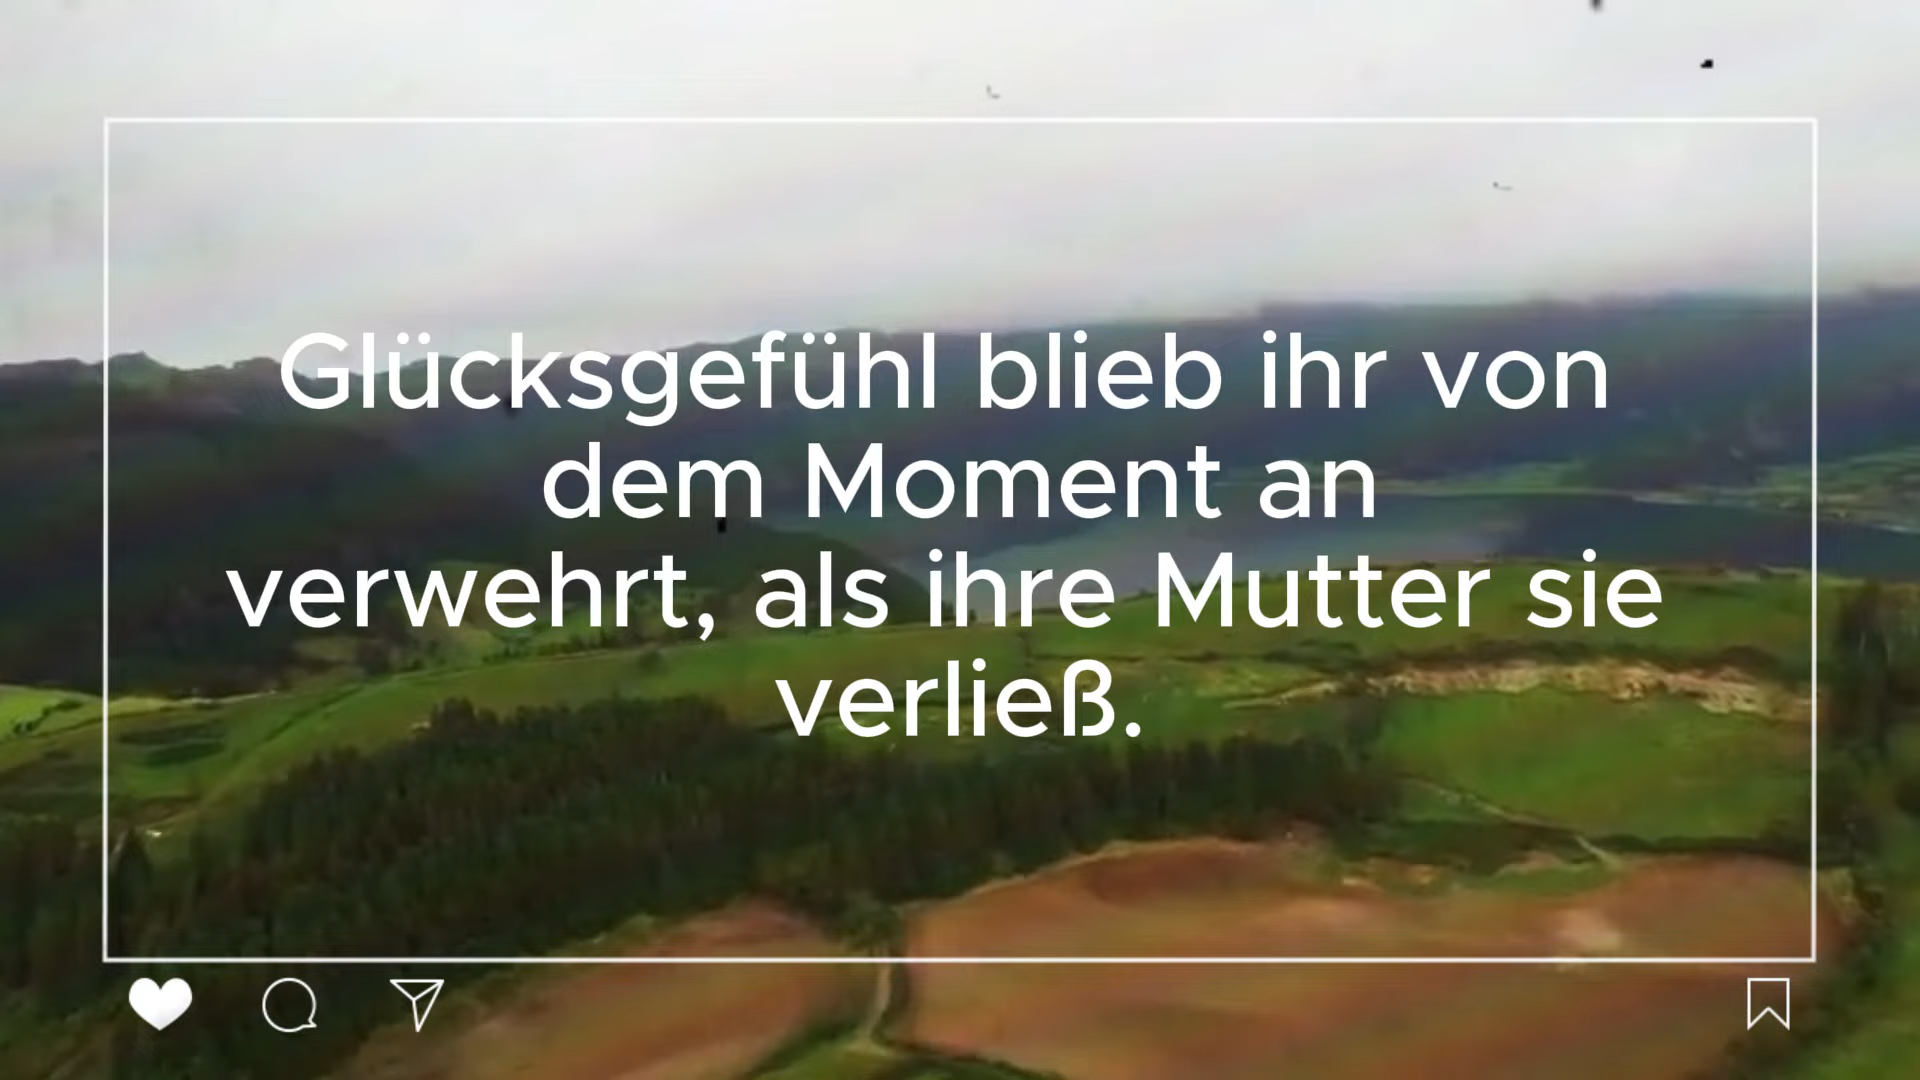 Glücksgefühl blieb ihr von
dem Moment an
verwehrt, als ihre Mutter sie
verließ.